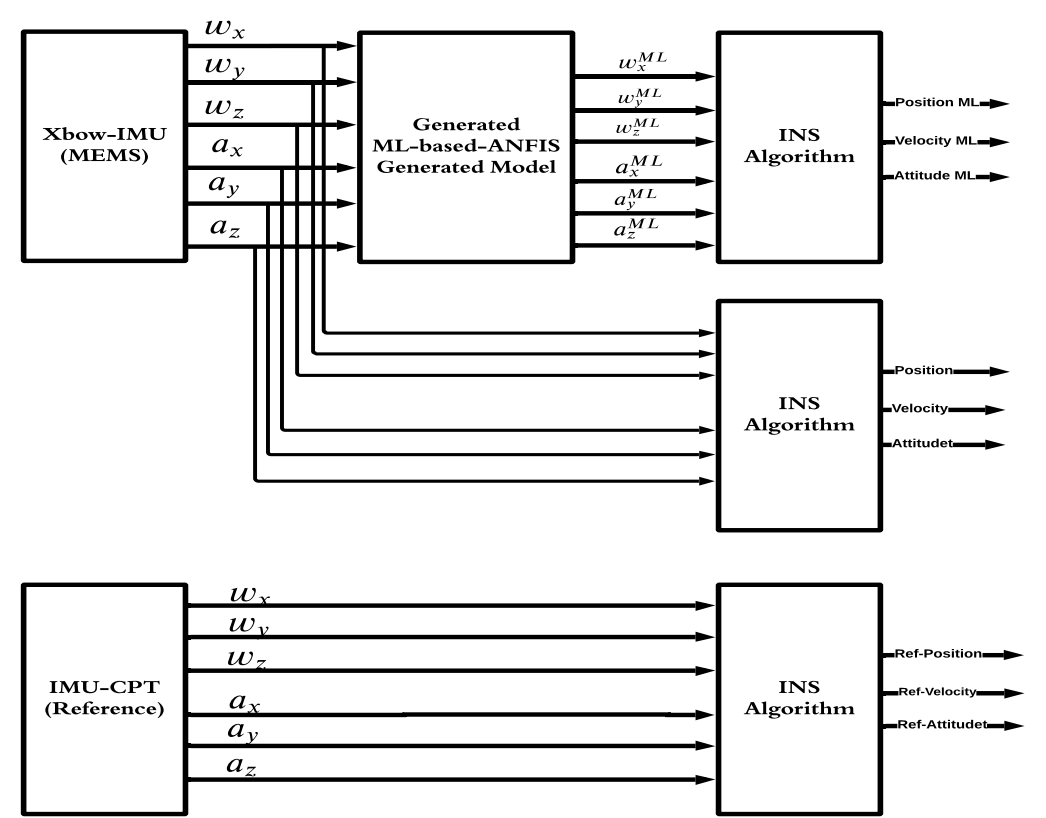 w_x
w_y
w_z
a_x
a_y
a_z
Xbow-IMU
(MEMS)
Generated
ML-based-ANFIS
Generated Model
w_x^{ML}
w_y^{ML}
w_z^{ML}
a_x^{ML}
a_y^{ML}
a_z^{ML}
INS
Algorithm
Position ML
Velocity ML
Attitude ML
INS
Algorithm
Position
Velocity
Attitudet
IMU-CPT
(Reference)
w_x
w_y
w_z
a_x
a_y
a_z
INS
Algorithm
Ref-Position
Ref-Velocity
Ref-Attitudet